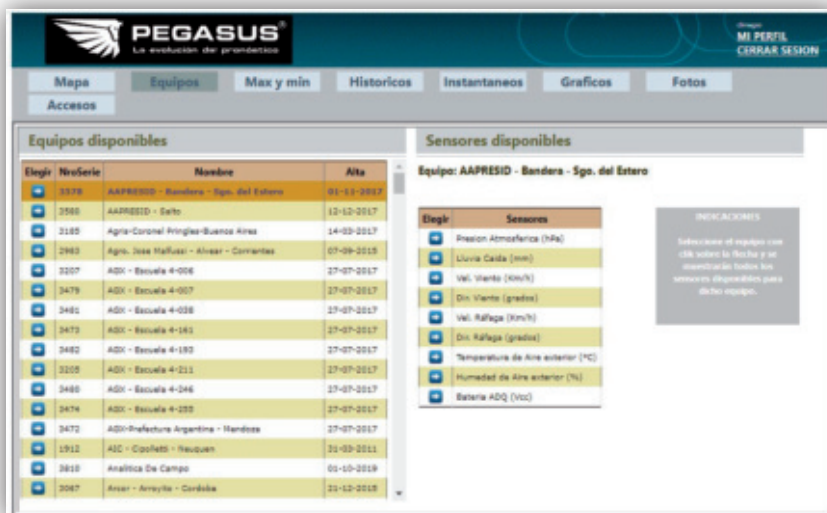 PEGASUS®
La evolución del pronóstico
MI PERFIL
CERRAR SESION
Mapa Equipos Max y min Historicos Instantaneos Graficos Fotos
Accesos
Equipos disponibles
Elegir NroSerie Nombre Alta
3378 AAPRESID - Bandera - Sgo. del Estero 01-11-2017
3580 AAPRESID - Salto 12-12-2017
3185 Agris-Coronel Pringles-Buenos Aires 14-03-2017
2983 Agro. Jose Malfussi - Alvear - Corrientes 07-09-2015
3207 AGX - Escuela 4-006 27-07-2017
3479 AGX - Escuela 4-007 27-07-2017
3481 AGX - Escuela 4-038 27-07-2017
3473 AGX - Escuela 4-161 27-07-2017
3482 AGX - Escuela 4-193 27-07-2017
3205 AGX - Escuela 4-211 27-07-2017
3480 AGX - Escuela 4-246 27-07-2017
3474 AGX - Escuela 4-255 27-07-2017
3472 AGX-Prefectura Argentina - Mendoza 27-07-2017
1912 AIC - Cipolletti - Neuquen 31-03-2011
3810 Analitica De Campo 01-10-2019
3067 Arcor - Arroyito - Cordoba 21-12-2015
Sensores disponibles
Equipo: AAPRESID - Bandera - Sgo. del Estero
Elegir Sensores
Presion Atmosferica (hPa)
Lluvia Caida (mm)
Vel. Viento (Km/h)
Dir. Viento (grados)
Vel. Ráfaga (Km/h)
Dir. Ráfaga (grados)
Temperatura de Aire exterior (ºC)
Humedad de Aire exterior (%)
Bateria ADQ (Vcc)
INDICACIONES
Seleccione el equipo con
clik sobre la flecha y se
mostrarán todos los
sensores disponibles para
dicho equipo.